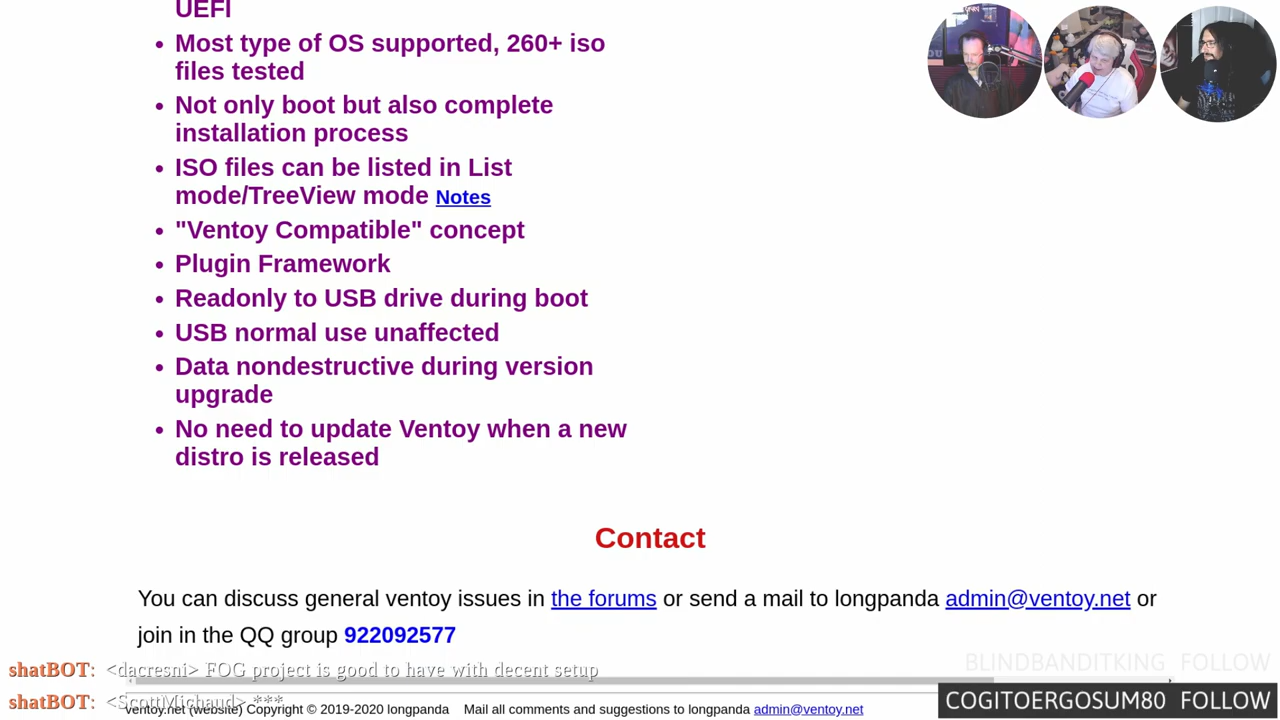 UEFI
• Most type of OS supported, 260+ iso
files tested
• Not only boot but also complete
installation process
• ISO files can be listed in List
mode/TreeView mode Notes
• "Ventoy Compatible" concept
• Plugin Framework
• Readonly to USB drive during boot
• USB normal use unaffected
• Data nondestructive during version
upgrade
• No need to update Ventoy when a new
distro is released
Contact
You can discuss general ventoy issues in the forums or send a mail to longpanda admin@ventoy.net or
join in the QQ group 922092577
shatBOT: <dacresni> FOG project is good to have with decent setup
BLINDBANDITKING FOLLOW
shatBOT: <ScottMichaud> ***
COGITOERGOSUM80 FOLLOW
ventoy.net (website) Copyright © 2019-2020 longpanda Mail all comments and suggestions to longpanda admin@ventoy.net